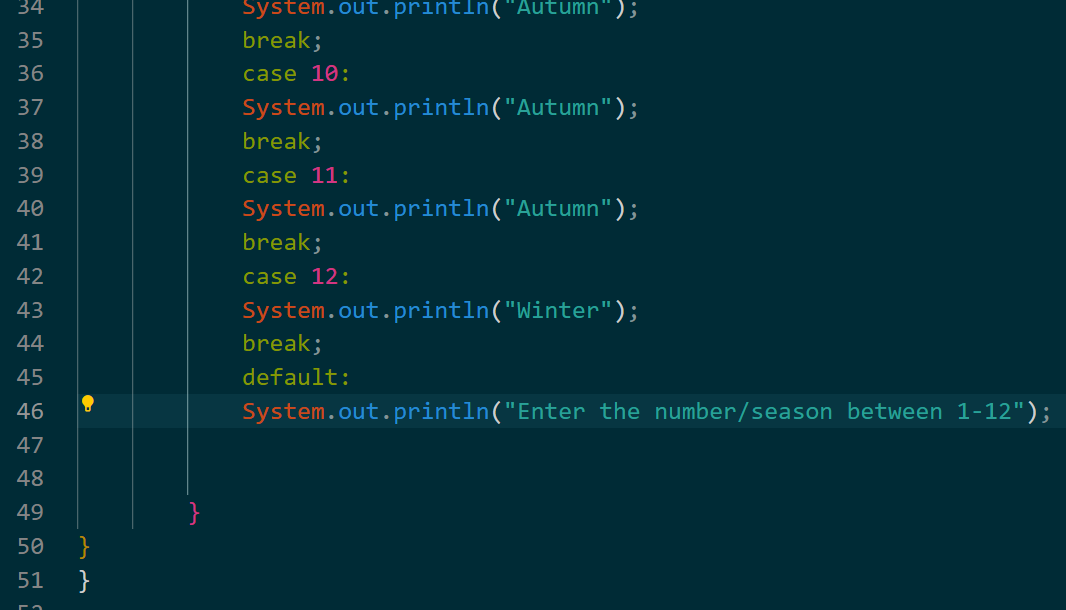 34 System.out.println("Autumn");
35 break;
36 case 10:
37 System.out.println("Autumn");
38 break;
39 case 11:
40 System.out.println("Autumn");
41 break;
42 case 12:
43 System.out.println("Winter");
44 break;
45 default:
46 System.out.println("Enter the number/season between 1-12");
47
48
49 }
50 }
51 }
52